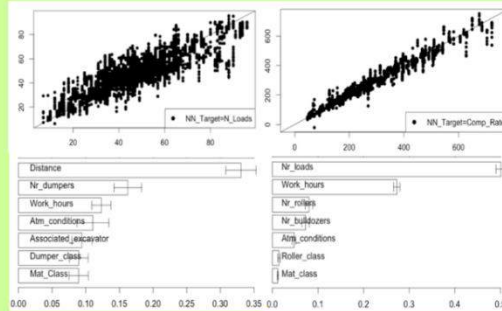 80
60
40
20
NN_Target=N_Loads
20 40 60 80
600
400
200
0
NN_Target=Comp_Rate
0 200 400 600
Distance
Nr_dumpers
Work_hours
Atm_conditions
Associated_excavator
Dumper_class
Mat_Class
0.00 0.05 0.10 0.15 0.20 0.25 0.30 0.35
Nr_loads
Work_hours
Nr_rollers
Nr_bulldozers
Atm_conditions
Roller_class
Mat_class
0.0 0.1 0.2 0.3 0.4 0.5